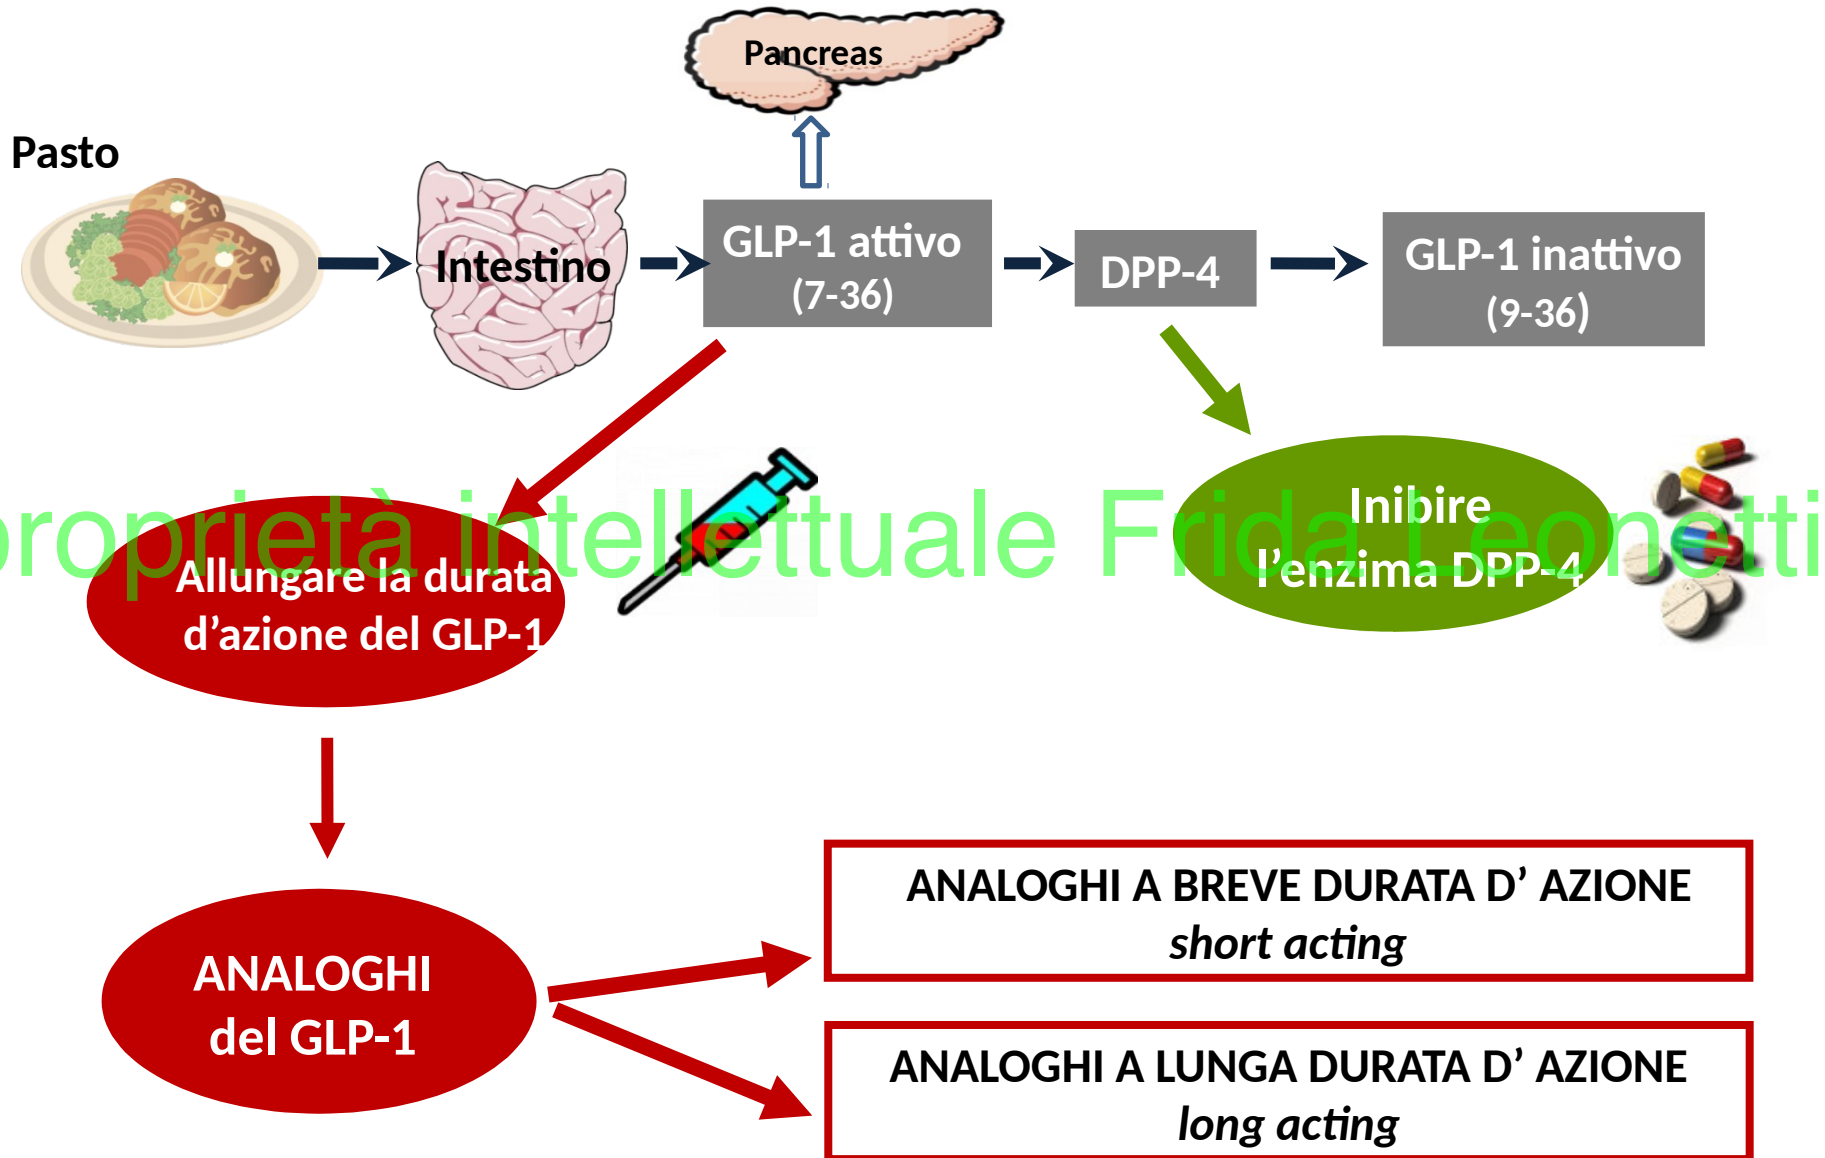 Pancreas
Pasto
Intestino
GLP-1 attivo
(7-36)
DPP-4
GLP-1 inattivo
(9-36)
Inibire
l’enzima DPP-4
proprietà intellettuale Frida Leonetti
Allungare la durata
d’azione del GLP-1
ANALOGHI A BREVE DURATA D’ AZIONE
short acting
ANALOGHI
del GLP-1
ANALOGHI A LUNGA DURATA D’ AZIONE
long acting